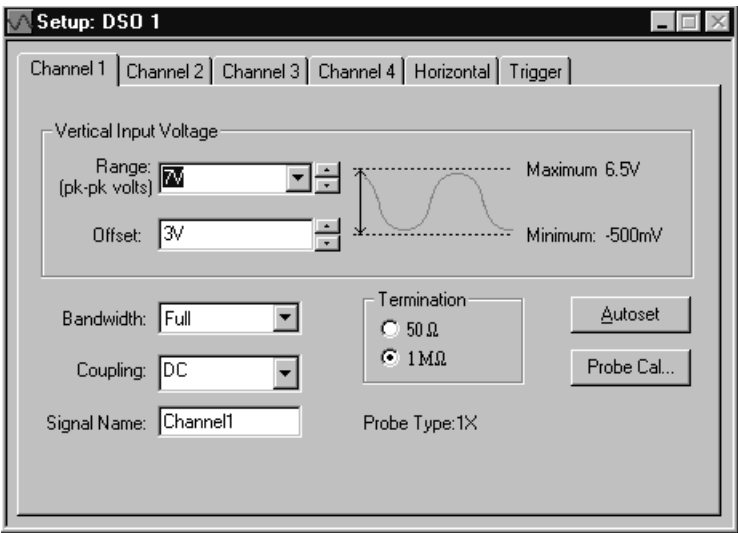 Setup: DSO 1
Channel 1 Channel 2 Channel 3 Channel 4 Horizontal Trigger
Vertical Input Voltage
Range: 7V
(pk-pk volts)
Maximum 6.5V
Offset: 3V
Minimum: -500mV
Bandwidth: Full
Termination
50 Ω
1 MΩ
Autoset
Coupling: DC
Probe Cal...
Signal Name: Channel1
Probe Type:1X